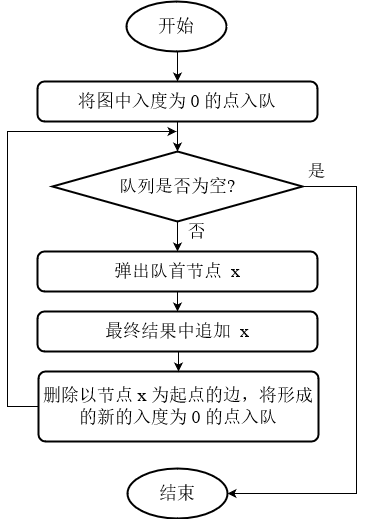 开始
将图中入度为 0 的点入队
队列是否为空?
是
否
弹出队首节点 x
最终结果中追加 x
删除以节点 x 为起点的边，将形成
的新的入度为 0 的点入队
结束